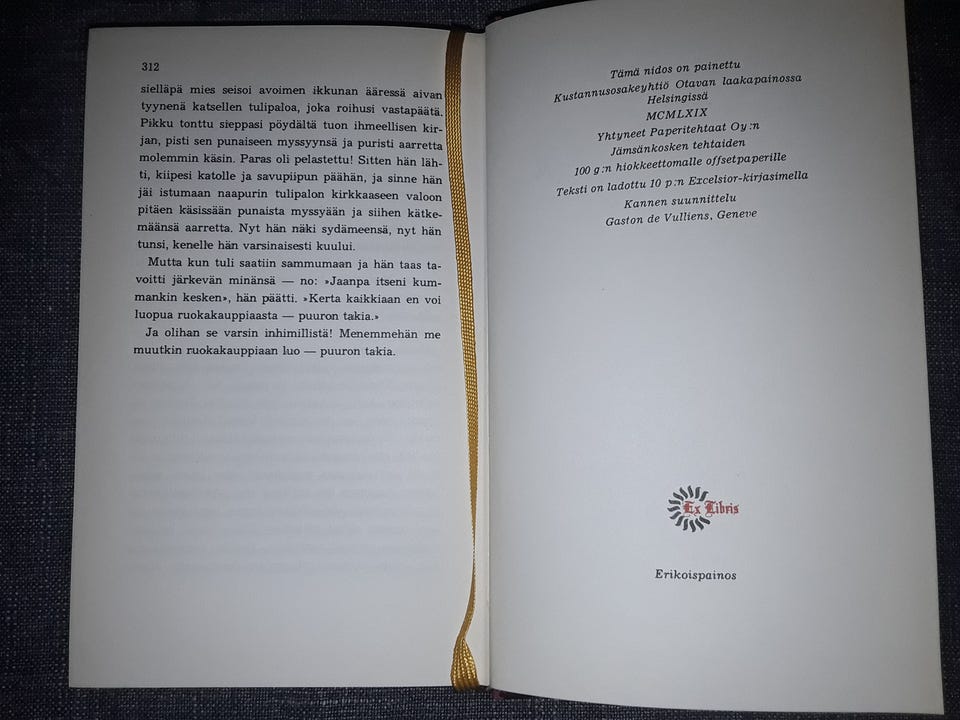 312
sielläpä mies seisoi avoimen ikkunan ääressä aivan
tyynenä katsellen tulipaloa, joka roihusi vastapäätä.
Pikku tonttu sieppasi pöydältä tuon ihmeellisen kir-
jan, pisti sen punaiseen myssyynsä ja puristi aarretta
molemmin käsin. Paras oli pelastettu! Sitten hän läh-
ti, kiipesi katolle ja savupiipun päähän, ja sinne hän
jäi istumaan naapurin tulipalon kirkkaaseen valoon
pitäen käsissään punaista myssyään ja siihen kätke-
määnsä aarretta. Nyt hän näki sydämeensä, nyt hän
tunsi, kenelle hän varsinaisesti kuului.
Mutta kun tuli saatiin sammumaan ja hän taas ta-
voitti järkevän minänsä — no: »Jaanpa itseni kum-
mankin kesken», hän päätti. »Kerta kaikkiaan en voi
luopua ruokakauppiaasta — puuron takia.»
Ja olihan se varsin inhimillistä! Menemmehän me
muutkin ruokakauppiaan luo — puuron takia.
Tämä nidos on painettu
Kustannusosakeyhtiö Otavan laakapainossa
Helsingissä
MCMLXIX
Yhtyneet Paperitehtaat Oy:n
Jämsänkosken tehtaiden
100 g:n hiokkeettomalle offsetpaperille
Teksti on ladottu 10 p:n Excelsior-kirjasimella
Kannen suunnittelu
Gaston de Vulliens, Geneve
Ex Libris
Erikoispainos